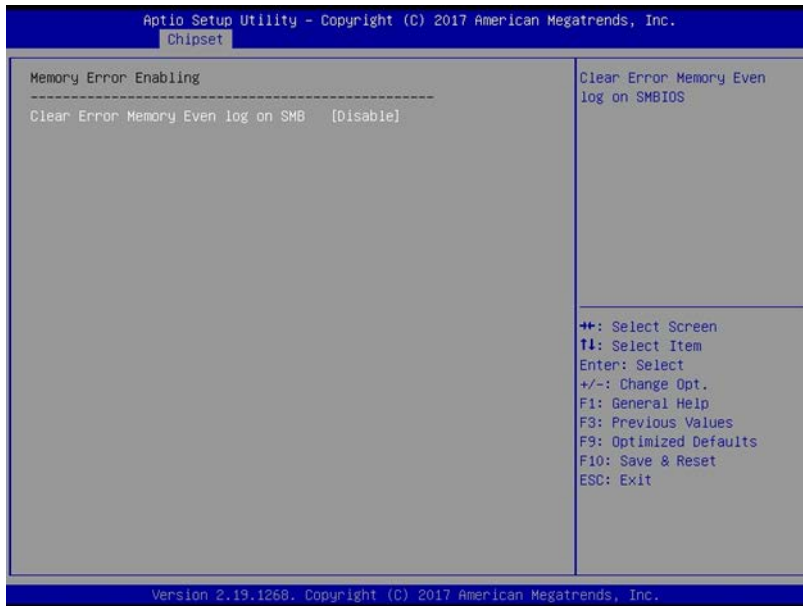 Aptio Setup Utility – Copyright (C) 2017 American Megatrends, Inc.
Chipset
Memory Error Enabling
--------------------------------------------------
Clear Error Memory Even log on SMB [Disable]
Clear Error Memory Even
log on SMBIOS
→←: Select Screen
↑↓: Select Item
Enter: Select
+/-: Change Opt.
F1: General Help
F3: Previous Values
F9: Optimized Defaults
F10: Save & Reset
ESC: Exit
Version 2.19.1268. Copyright (C) 2017 American Megatrends, Inc.